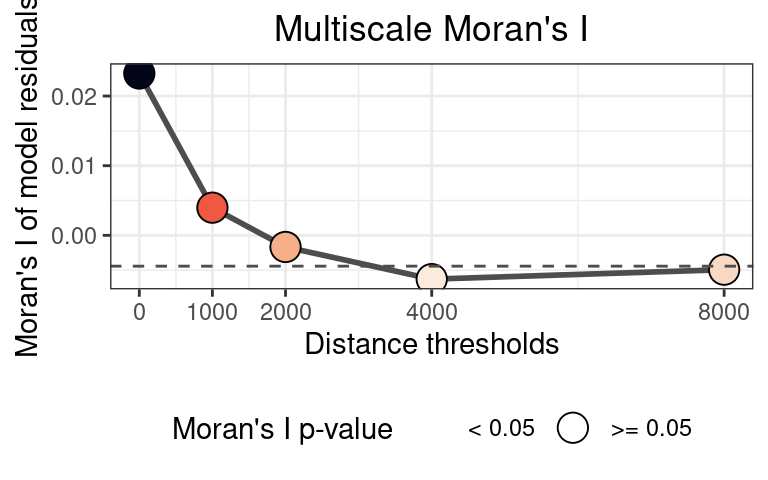 Multiscale Moran's I
Moran's I of model residuals
0.02
0.01
0.00
0 1000 2000 4000 8000
Distance thresholds
Moran's I p-value < 0.05 >= 0.05